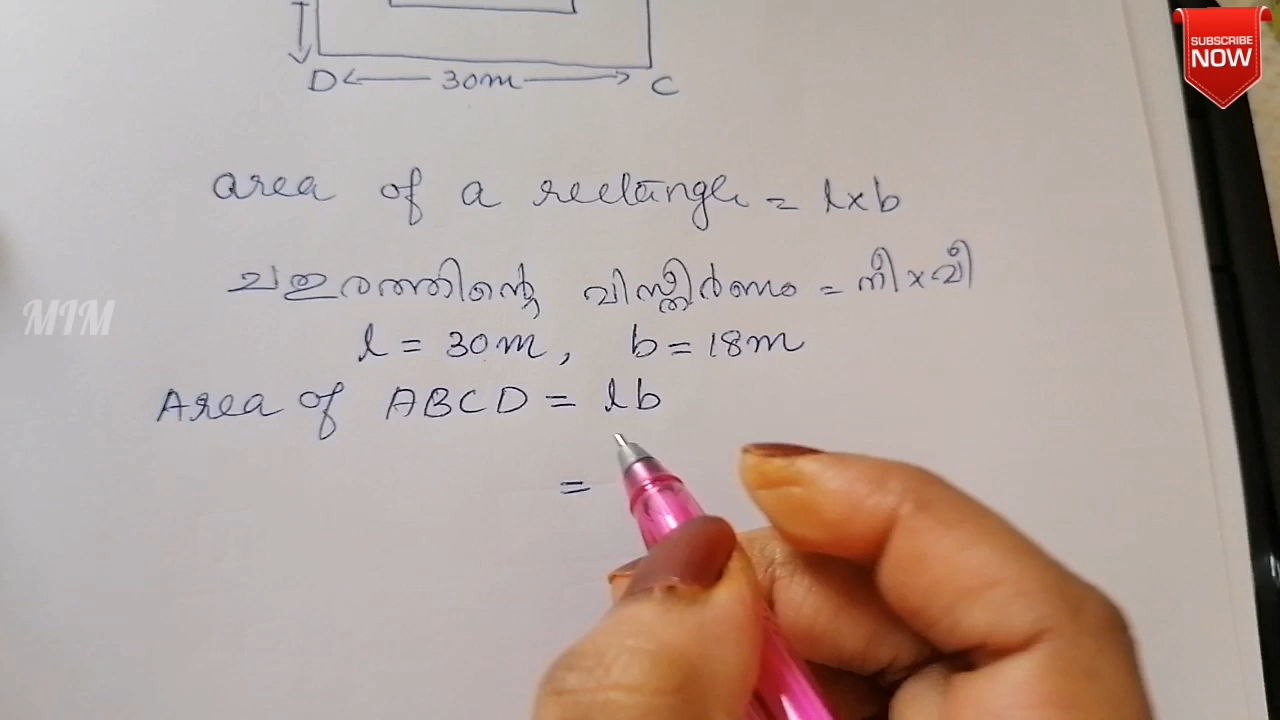 SUBSCRIBE
NOW
D 30m C
area of a rectangle = l×b
ചതുരത്തിന്റെ വിസ്തീർണം = നീ × വീ
MIM
l = 30m, b = 18m
Area of ABCD = lb
=